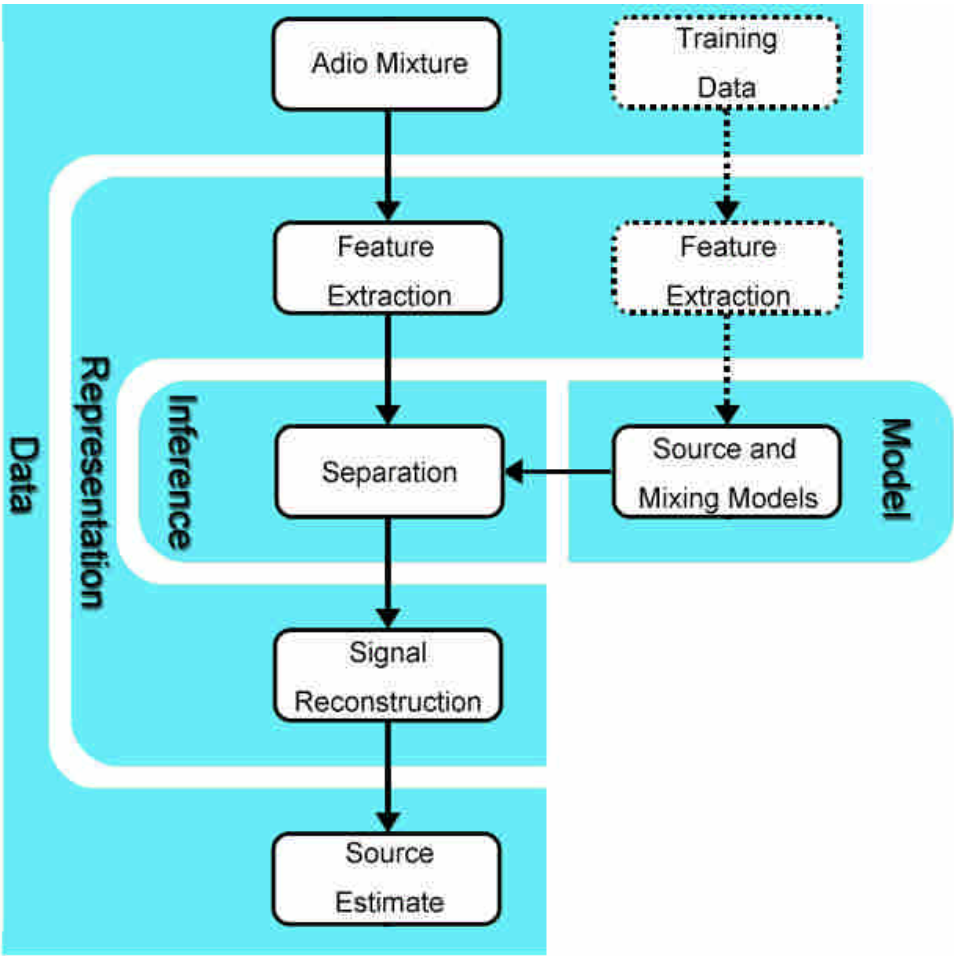 Adio Mixture
Training
Data
Feature
Extraction
Feature
Extraction
Separation
Source and
Mixing Models
Signal
Reconstruction
Source
Estimate
Data
Representation
Inference
Model